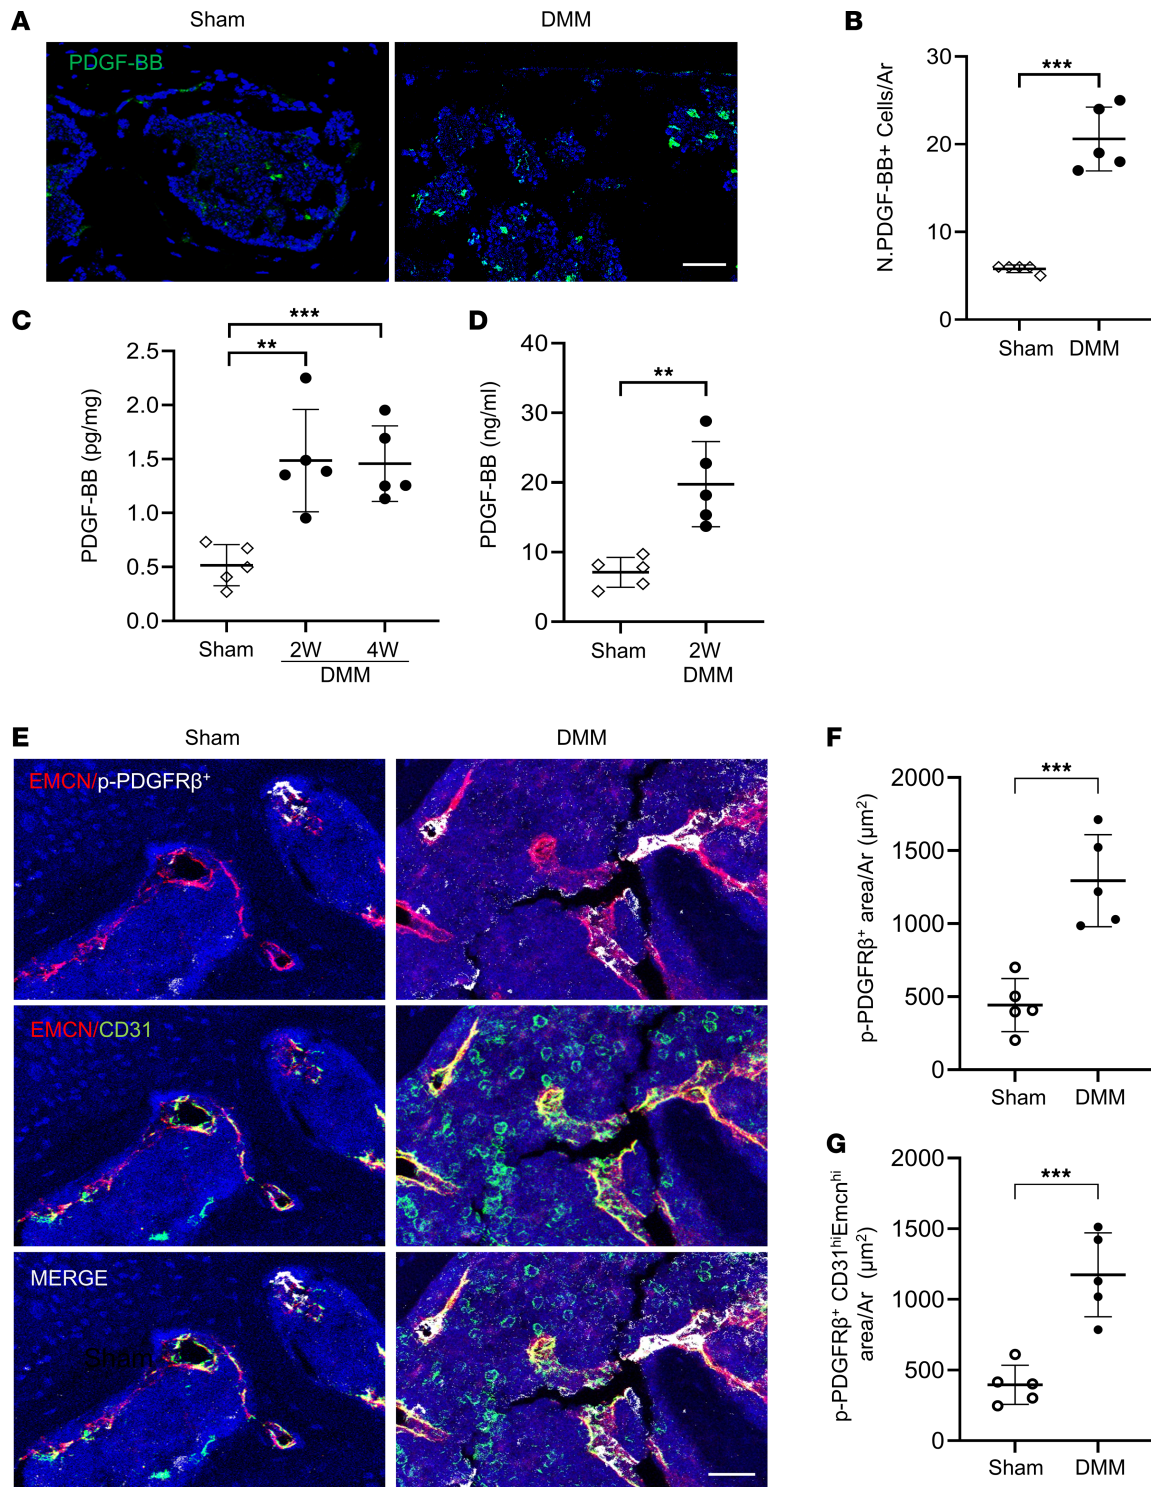 A
Sham
DMM
PDGF-BB
B
N.PDGF-BB+ Cells/Ar
30
20
10
0
***
Sham
DMM
C
PDGF-BB (pg/mg)
2.5
2.0
1.5
1.0
0.5
0.0
***
**
Sham
2W
4W
DMM
D
PDGF-BB (ng/ml)
40
30
20
10
0
**
Sham
2W
DMM
E
Sham
DMM
EMCN/p-PDGFRβ⁺
EMCN/CD31
MERGE
Sham
F
p-PDGFRβ⁺ area/Ar (μm²)
2000
1500
1000
500
0
***
Sham
DMM
G
p-PDGFRβ⁺ CD31ʰⁱEmcnʰⁱ
area/Ar (μm²)
2000
1500
1000
500
0
***
Sham
DMM